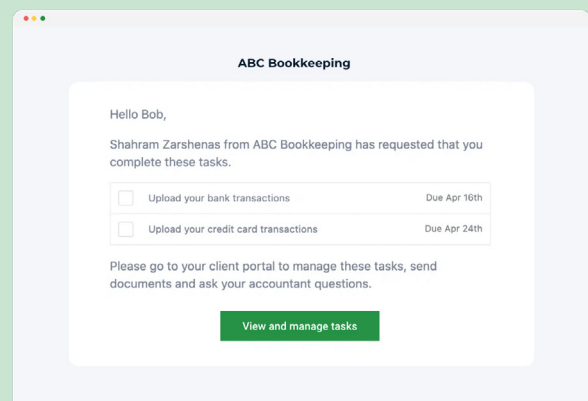 ABC Bookkeeping
Hello Bob,
Shahram Zarshenas from ABC Bookkeeping has requested that you
complete these tasks.
Upload your bank transactions Due Apr 16th
Upload your credit card transactions Due Apr 24th
Please go to your client portal to manage these tasks, send
documents and ask your accountant questions.
View and manage tasks